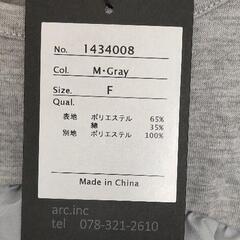 No. 1434008
Col. M・Gray
Size. F
Qual.
表地 ポリエステル 65%
綿 35%
別地 ポリエステル 100%
Made in China
arc.inc
tel 078-321-2610